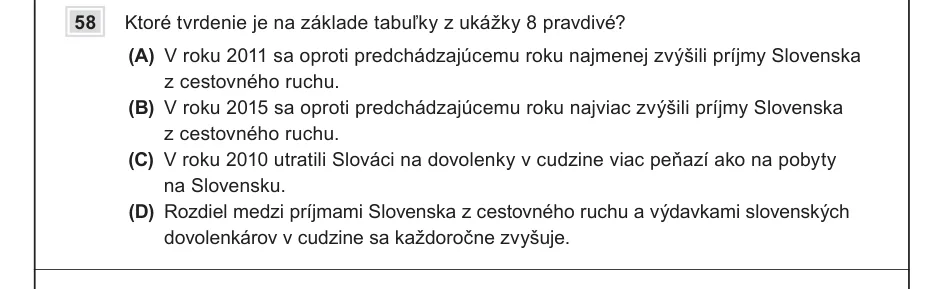 58 Ktoré tvrdenie je na základe tabuľky z ukážky 8 pravdivé?
(A) V roku 2011 sa oproti predchádzajúcemu roku najmenej zvýšili príjmy Slovenska
z cestovného ruchu.
(B) V roku 2015 sa oproti predchádzajúcemu roku najviac zvýšili príjmy Slovenska
z cestovného ruchu.
(C) V roku 2010 utratili Slováci na dovolenky v cudzine viac peňazí ako na pobyty
na Slovensku.
(D) Rozdiel medzi príjmami Slovenska z cestovného ruchu a výdavkami slovenských
dovolenkárov v cudzine sa každoročne zvyšuje.